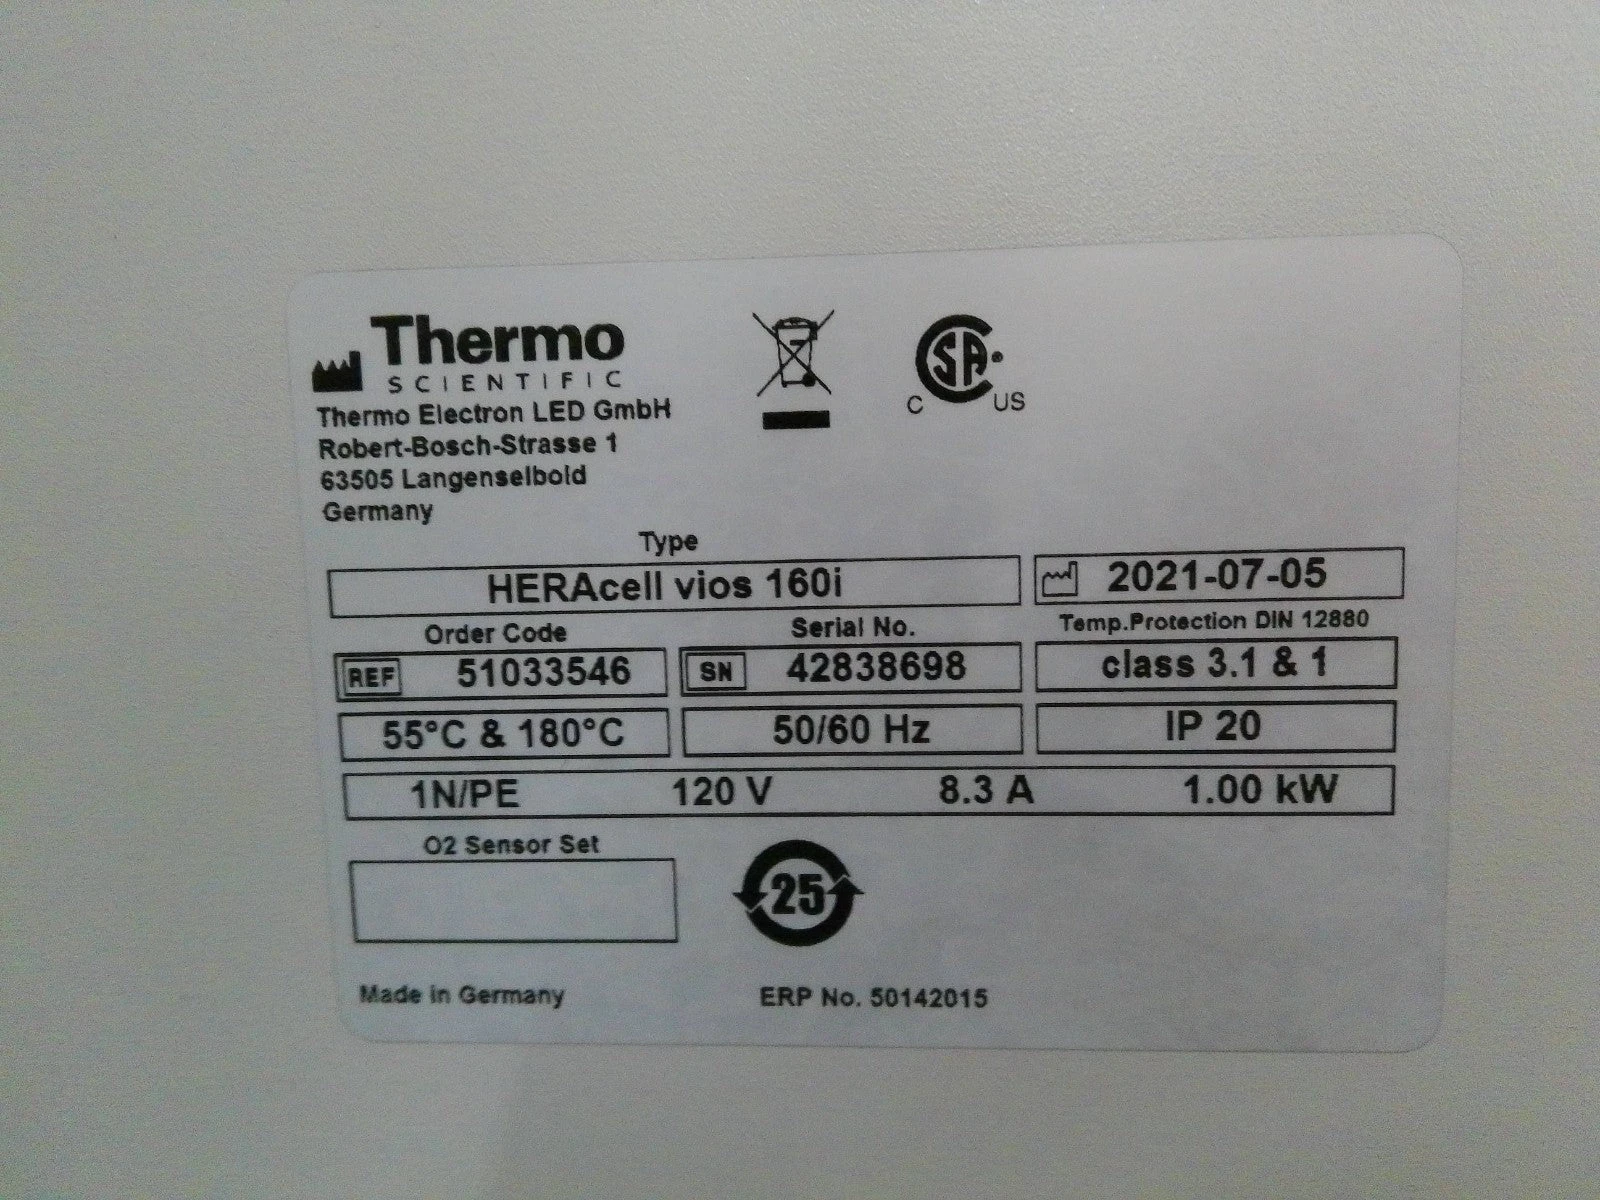 Thermo
SCIENTIFIC
Thermo Electron LED GmbH
Robert-Bosch-Strasse 1
63505 Langenselbold
Germany
CSA
C US
Type
HERAcell vios 160i
2021-07-05
Order Code
Serial No.
Temp.Protection DIN 12880
REF 51033546
SN 42838698
class 3.1 & 1
55°C & 180°C
50/60 Hz
IP 20
1N/PE 120 V 8.3 A 1.00 kW
O2 Sensor Set
25
Made in Germany
ERP No. 50142015